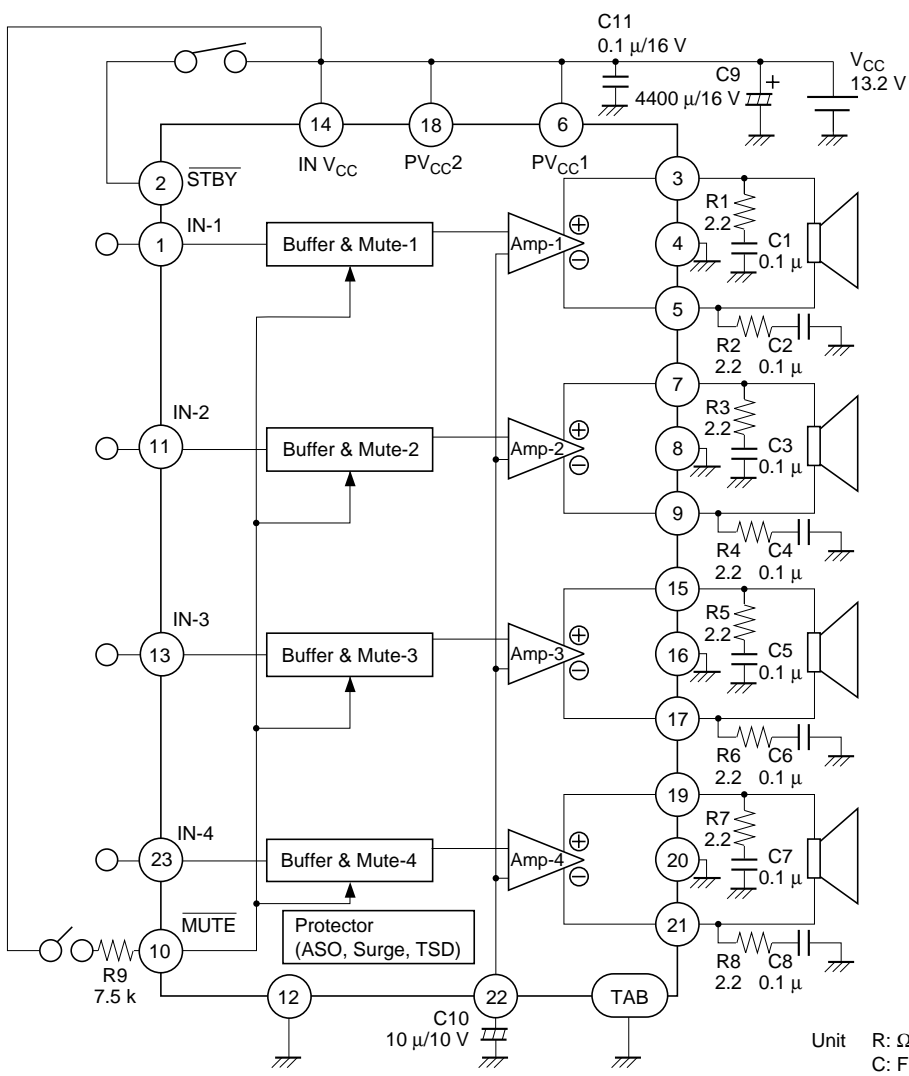 C11
0.1 μ/16 V
C9
+
4400 μ/16 V
VCC
13.2 V
14
18
6
IN VCC
PVCC2
PVCC1
2
STBY
3
IN-1
1
Buffer & Mute-1
Amp-1
+
−
4
5
R1
2.2
C1
0.1 μ
R2
2.2
C2
0.1 μ
IN-2
11
Buffer & Mute-2
Amp-2
+
−
7
8
9
R3
2.2
C3
0.1 μ
R4
2.2
C4
0.1 μ
IN-3
13
Buffer & Mute-3
Amp-3
+
−
15
16
17
R5
2.2
C5
0.1 μ
R6
2.2
C6
0.1 μ
IN-4
23
Buffer & Mute-4
Amp-4
+
−
19
20
21
R7
2.2
C7
0.1 μ
R8
2.2
C8
0.1 μ
MUTE
10
R9
7.5 k
Protector
(ASO, Surge, TSD)
12
22
TAB
C10
10 μ/10 V
Unit R: Ω
C: F